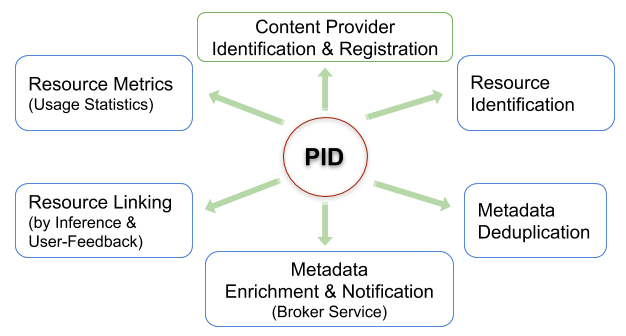 Content Provider
Identification & Registration
Resource Metrics
(Usage Statistics)
Resource
Identification
PID
Resource Linking
(by Inference &
User-Feedback)
Metadata
Deduplication
Metadata
Enrichment & Notification
(Broker Service)